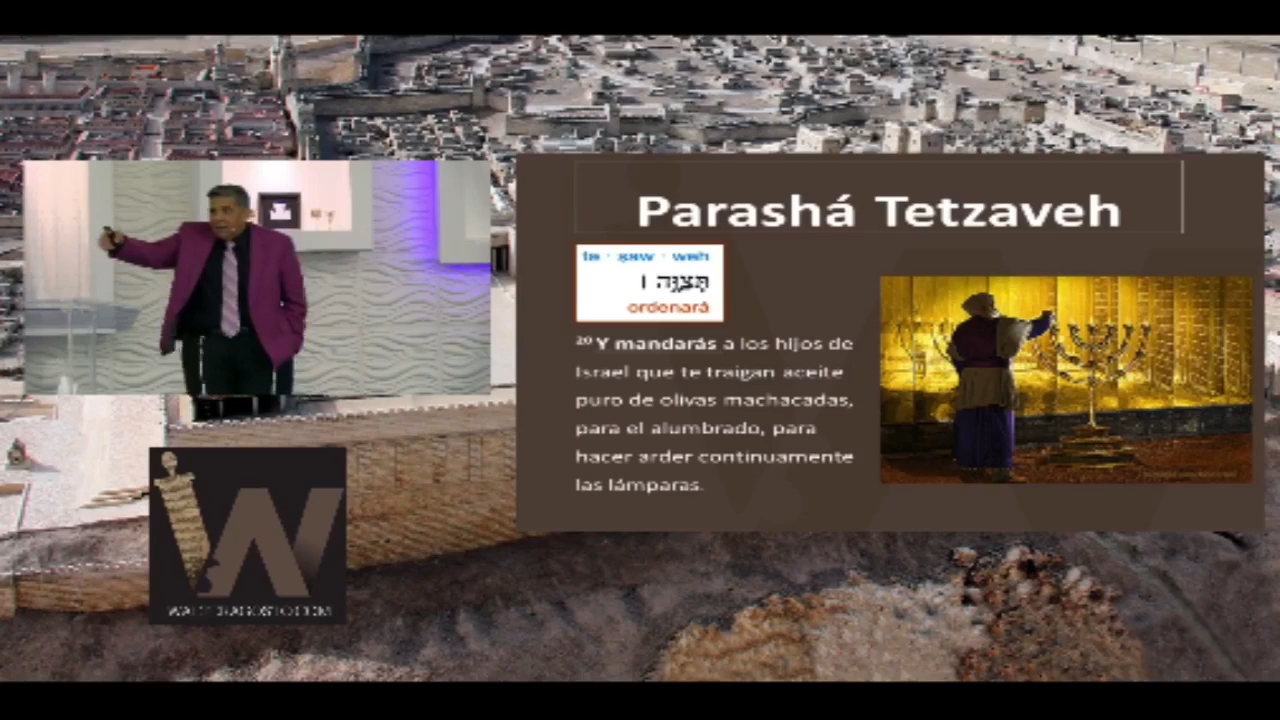 Parashá Tetzaveh
te · saw · weh
תְּצַוֶּה ׀
ordenará
²⁰ Y mandarás a los hijos de
Israel que te traigan aceite
puro de olivas machacadas,
para el alumbrado, para
hacer arder continuamente
las lámparas.
W